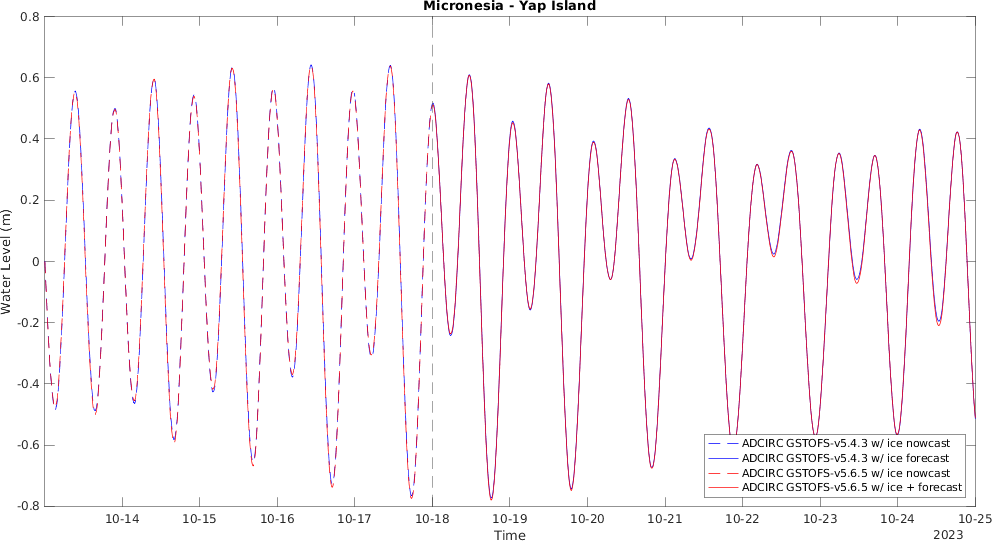 Micronesia - Yap Island
0.8
0.6
0.4
0.2
0
-0.2
-0.4
-0.6
-0.8
Water Level (m)
ADCIRC GSTOFS-v5.4.3 w/ ice nowcast
ADCIRC GSTOFS-v5.4.3 w/ ice forecast
ADCIRC GSTOFS-v5.6.5 w/ ice nowcast
ADCIRC GSTOFS-v5.6.5 w/ ice + forecast
10-14 10-15 10-16 10-17 10-18 10-19 10-20 10-21 10-22 10-23 10-24 10-25
Time
2023